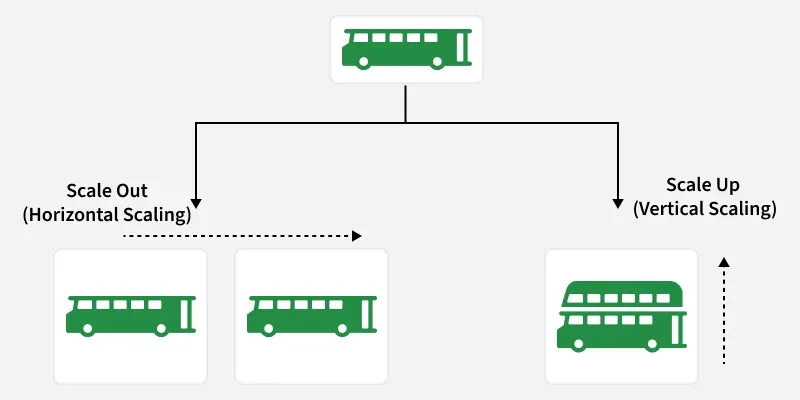 Scale Out
(Horizontal Scaling)
Scale Up
(Vertical Scaling)